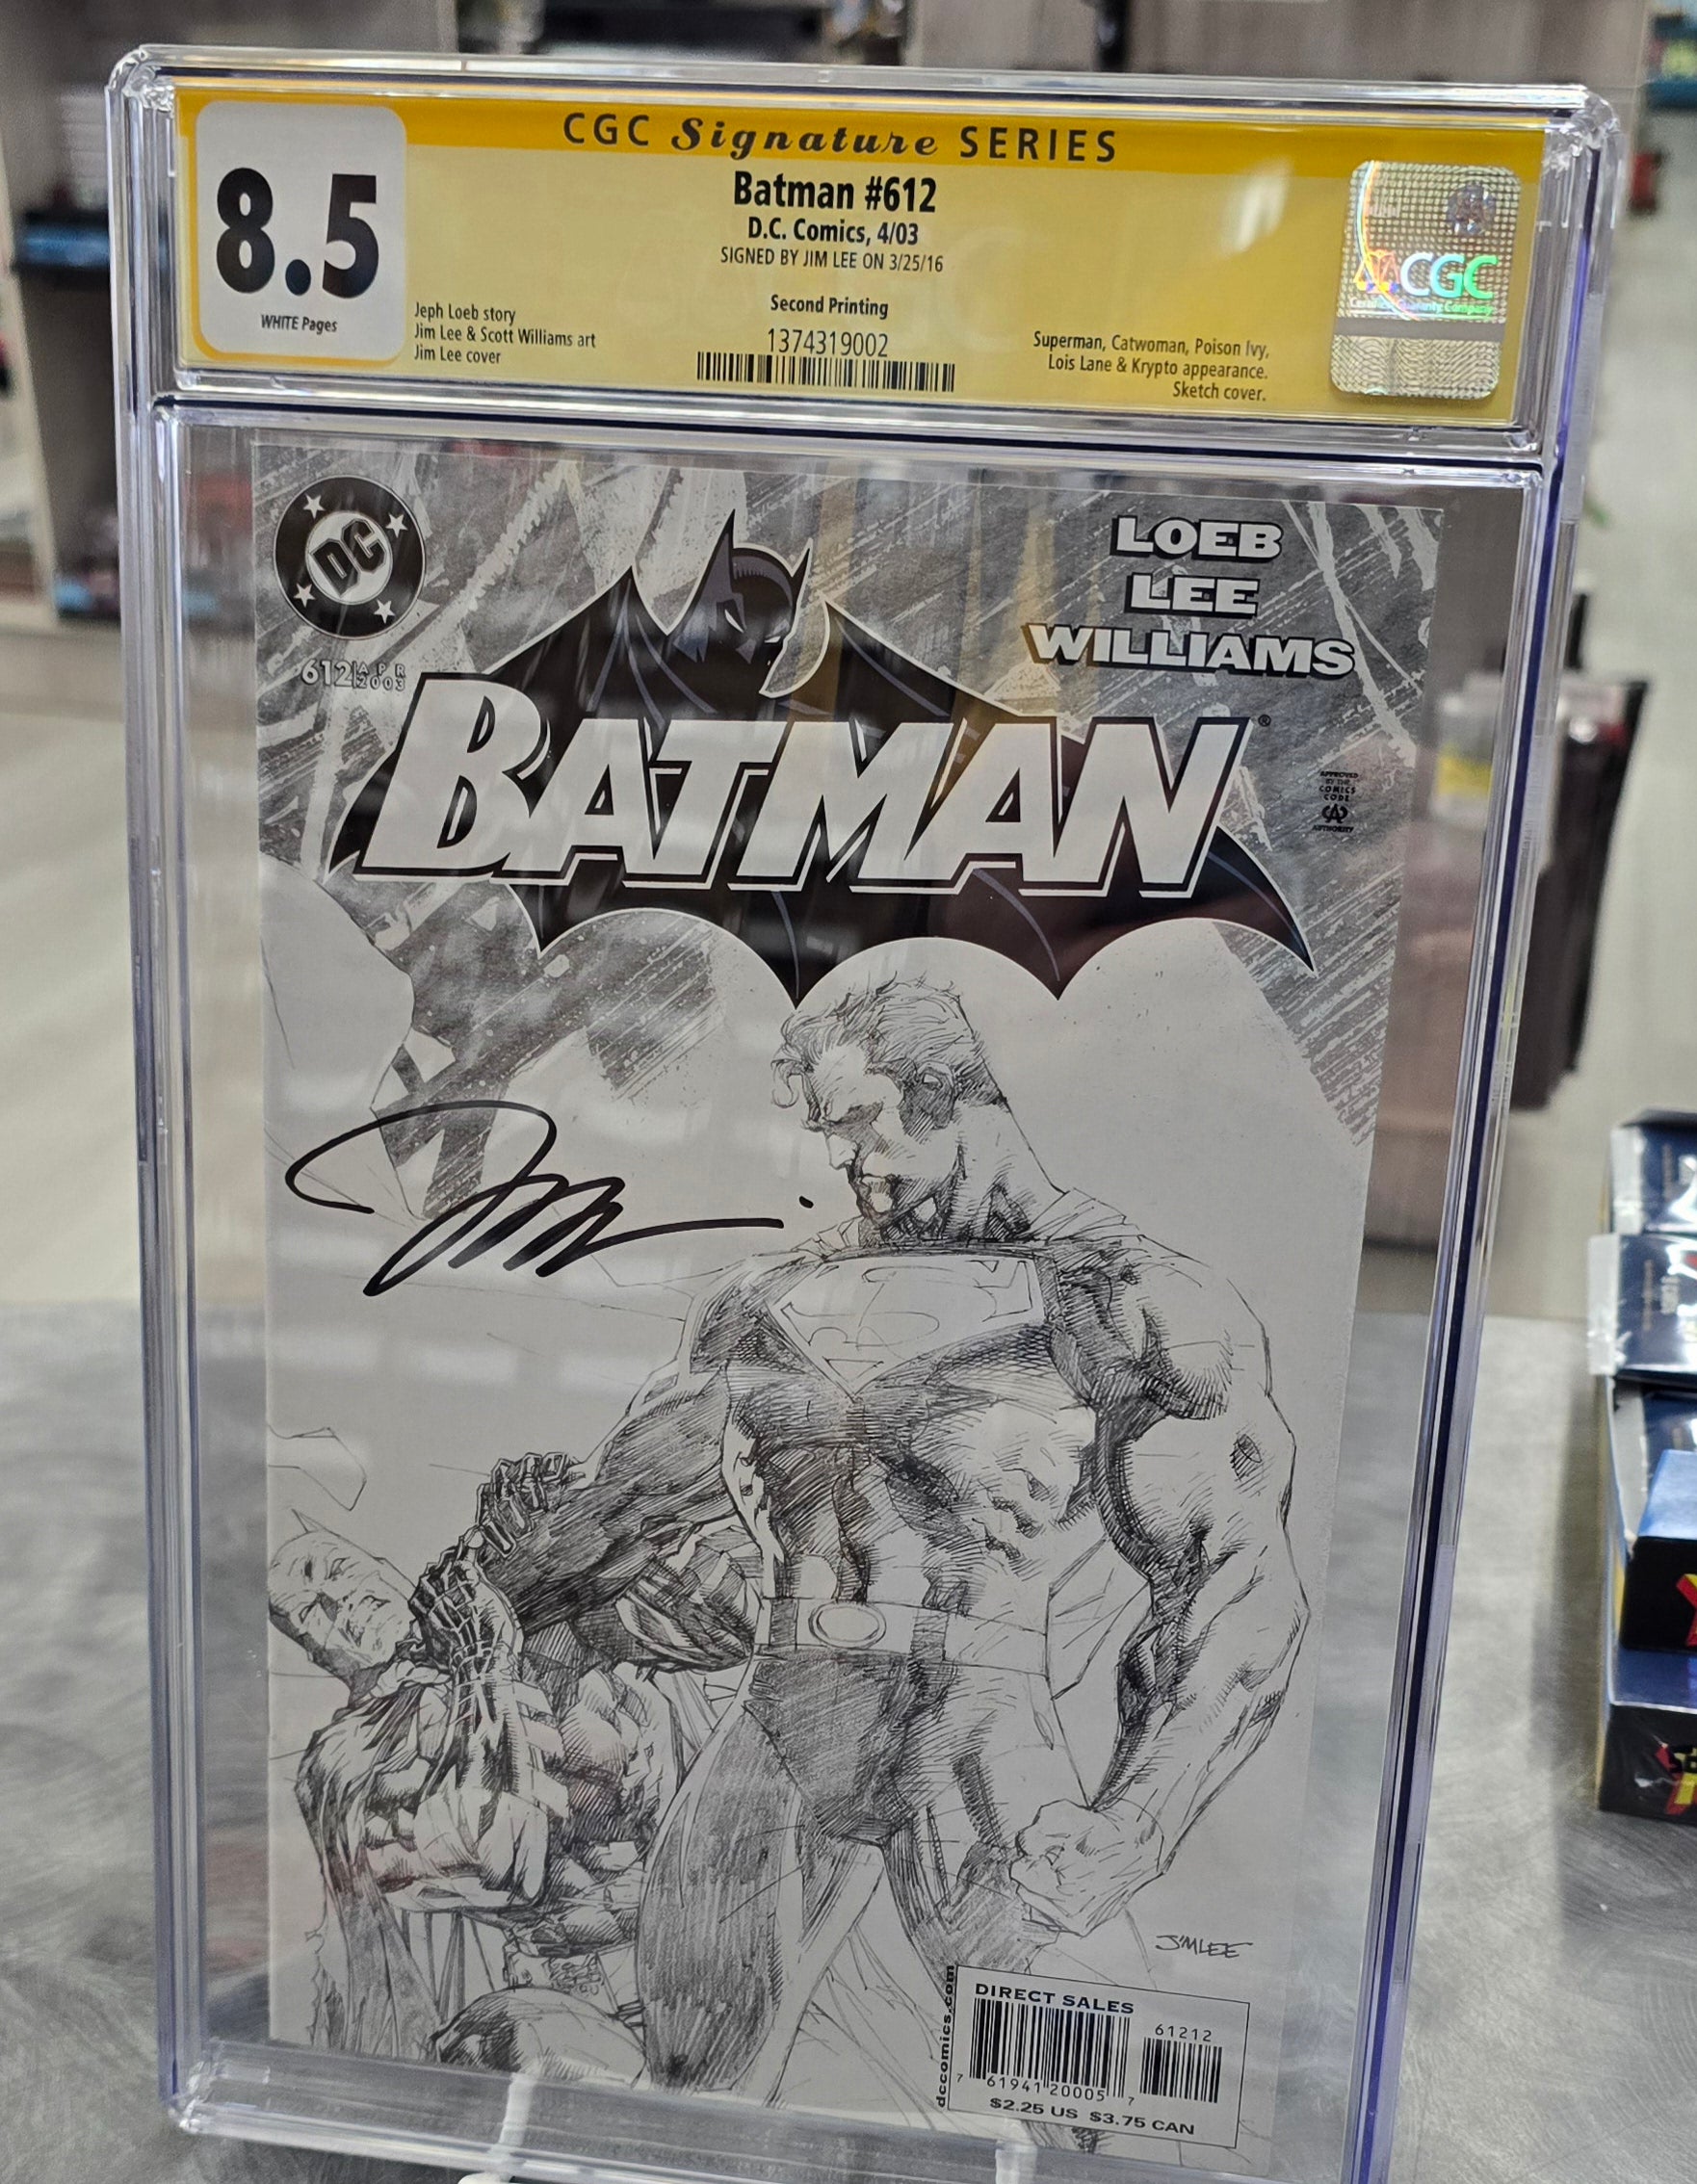 CGC Signature SERIES
8.5
WHITE Pages
Batman #612
D.C. Comics, 4/03
SIGNED BY JIM LEE ON 3/25/16
Second Printing
1374319002
Jeph Loeb story
Jim Lee & Scott Williams art
Jim Lee cover
Superman, Catwoman, Poison Ivy,
Lois Lane & Krypto appearance.
Sketch cover.
CGC
DC
LOEB
LEE
WILLIAMS
612 APR
2003
BATMAN®
APPROVED
BY THE
COMICS
CODE
CA
AUTHORITY
S
JIM LEE
dccomics.com
DIRECT SALES
61212
7 61941 20005 7
$2.25 US $3.75 CAN